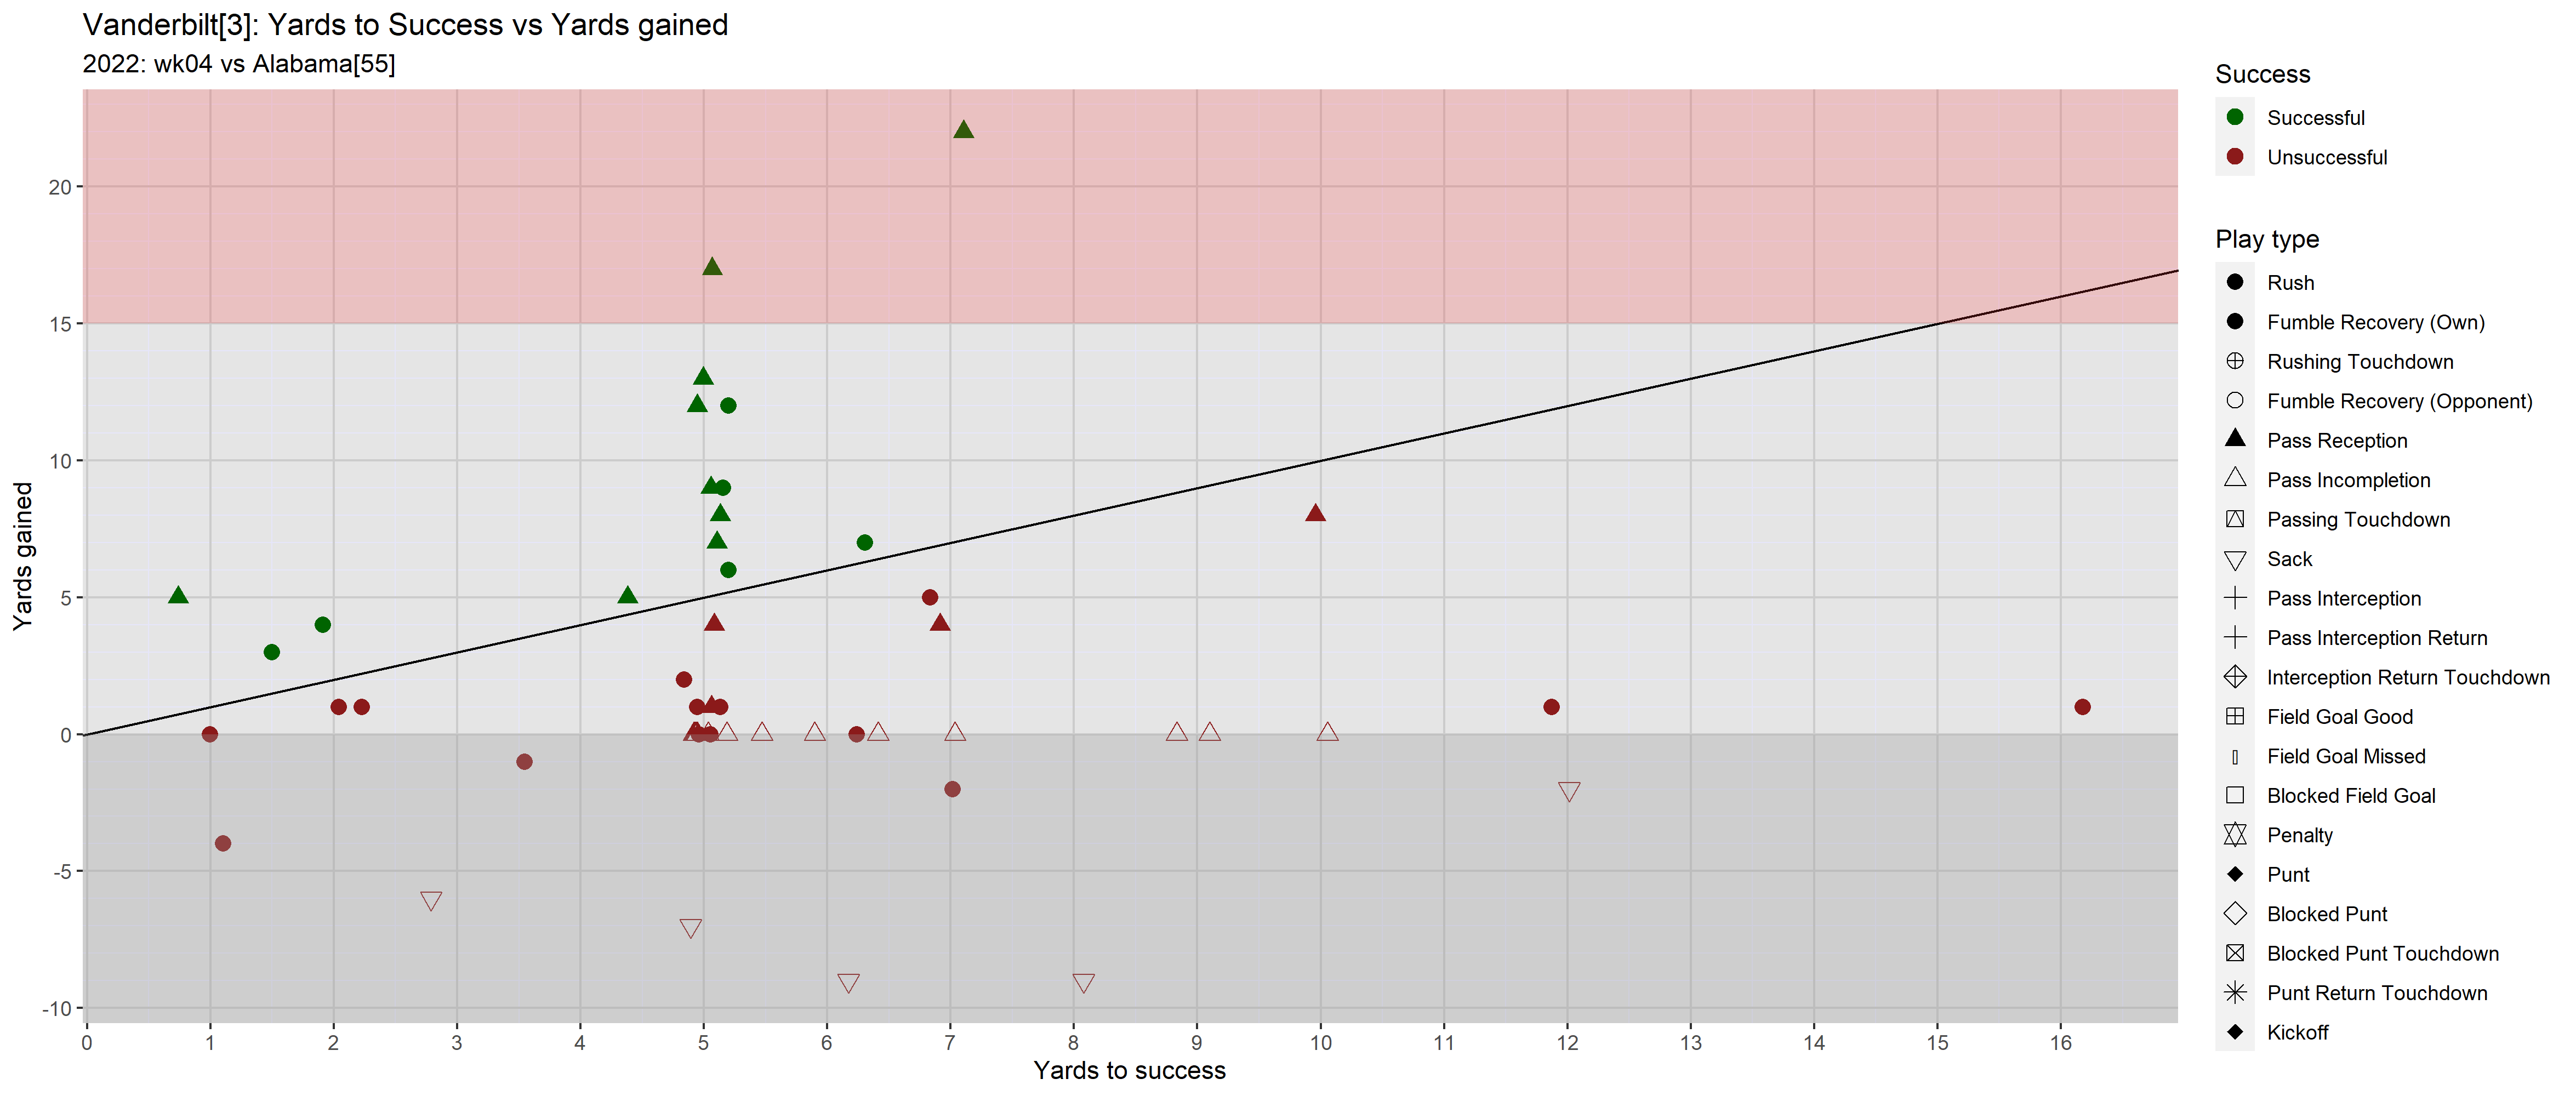 Vanderbilt[3]: Yards to Success vs Yards gained
2022: wk04 vs Alabama[55]
Yards gained
20
15
10
5
0
-5
-10
0 1 2 3 4 5 6 7 8 9 10 11 12 13 14 15 16
Yards to success
Success
Successful
Unsuccessful
Play type
Rush
Fumble Recovery (Own)
Rushing Touchdown
Fumble Recovery (Opponent)
Pass Reception
Pass Incompletion
Passing Touchdown
Sack
Pass Interception
Pass Interception Return
Interception Return Touchdown
Field Goal Good
Field Goal Missed
Blocked Field Goal
Penalty
Punt
Blocked Punt
Blocked Punt Touchdown
Punt Return Touchdown
Kickoff